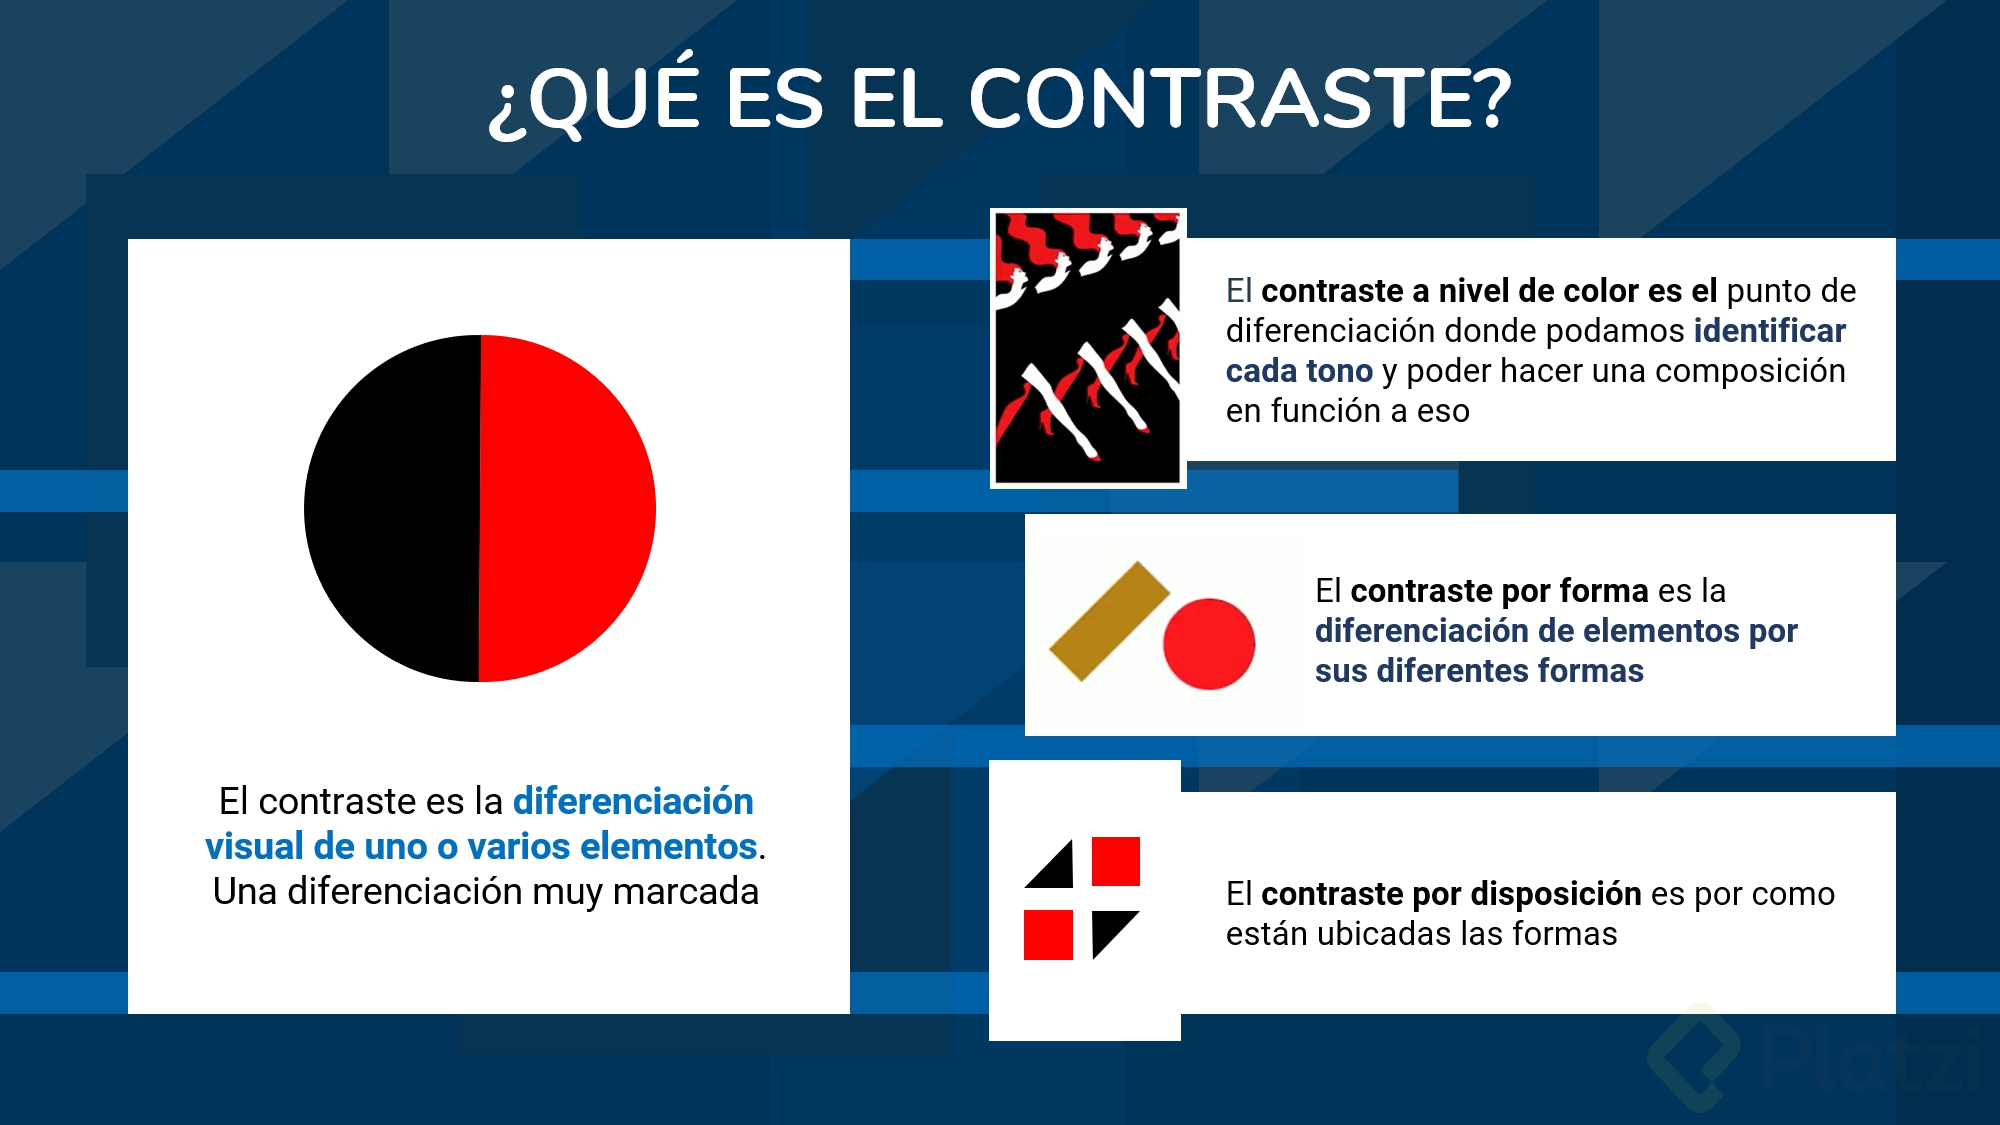 ¿QUÉ ES EL CONTRASTE?
El contraste es la diferenciación
visual de uno o varios elementos.
Una diferenciación muy marcada
El contraste a nivel de color es el punto de
diferenciación donde podamos identificar
cada tono y poder hacer una composición
en función a eso
El contraste por forma es la
diferenciación de elementos por
sus diferentes formas
El contraste por disposición es por como
están ubicadas las formas
Platzi